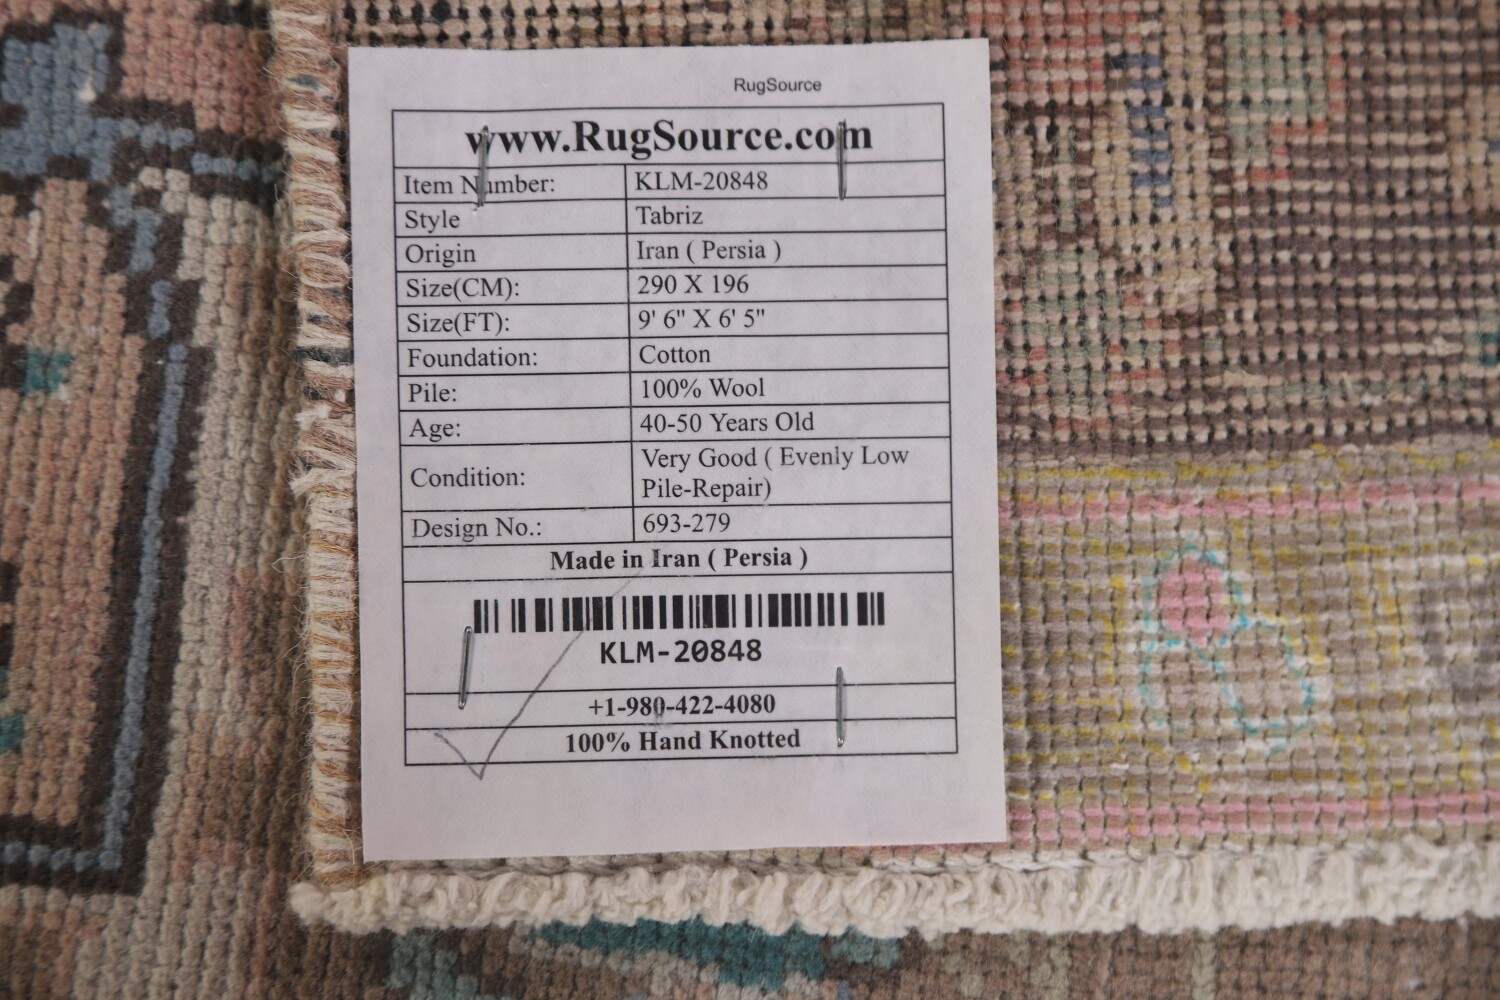 RugSource
www.RugSource.com
Item Number: KLM-20848
Style Tabriz
Origin Iran ( Persia )
Size(CM): 290 X 196
Size(FT): 9' 6" X 6' 5"
Foundation: Cotton
Pile: 100% Wool
Age: 40-50 Years Old
Condition: Very Good ( Evenly Low
Pile-Repair)
Design No.: 693-279
Made in Iran ( Persia )
KLM-20848
+1-980-422-4080
100% Hand Knotted